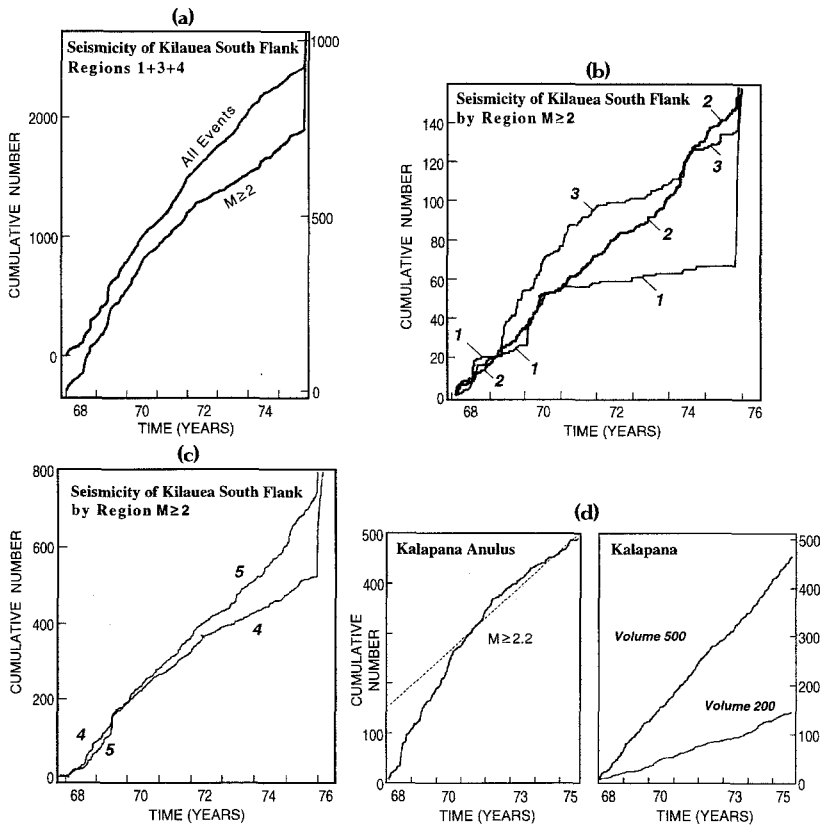 (a)
Seismicity of Kilauea South Flank
Regions 1+3+4
1000
2000
All Events
M≥2
500
1000
0
0
CUMULATIVE NUMBER
68 70 72 74
TIME (YEARS)
(b)
Seismicity of Kilauea South Flank
by Region M≥2
2
140
120
3
3
100
80
2
60
1
40
1
20
2
1
0
CUMULATIVE NUMBER
68 70 72 74 76
TIME (YEARS)
(c)
800
Seismicity of Kilauea South Flank
by Region M≥2
600
5
400
4
200
4
5
0
CUMULATIVE NUMBER
68 70 72 74 76
TIME (YEARS)
(d)
500
Kalapana Anulus
400
M≥2.2
100
0
CUMULATIVE
NUMBER
68 70 73 75
TIME (YEARS)
Kalapana
500
400
Volume 500
300
200
Volume 200
100
0
68 70 73 75
TIME (YEARS)